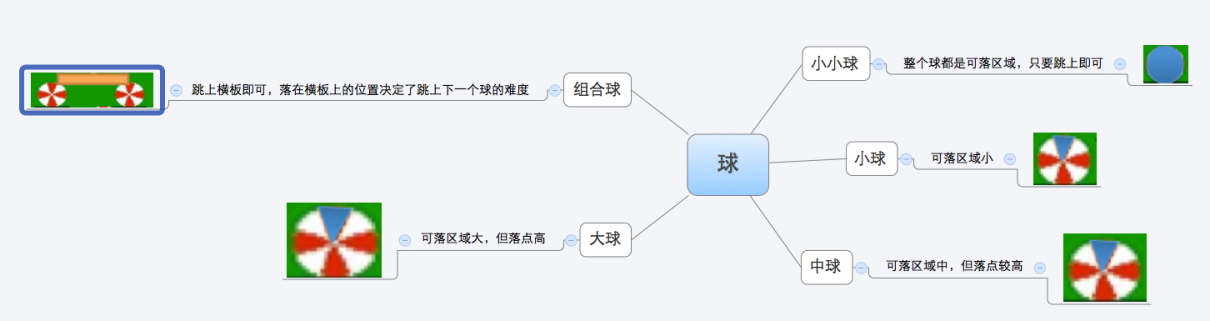 球
小小球
整个球都是可落区域，只要跳上即可
小球
可落区域小
中球
可落区域中，但落点较高
大球
可落区域大，但落点高
组合球
跳上横板即可，落在横板上的位置决定了跳上下一个球的难度